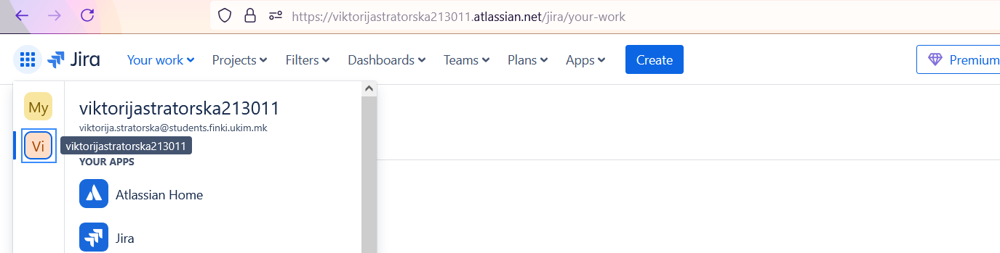 https://viktorijastratorska213011.atlassian.net/jira/your-work
Jira Your work Projects Filters Dashboards Teams Plans Apps Create Premium
My
viktorijastratorska213011
viktorija.stratorska@students.finki.ukim.mk
Vi
viktorijastratorska213011
YOUR APPS
Atlassian Home
Jira